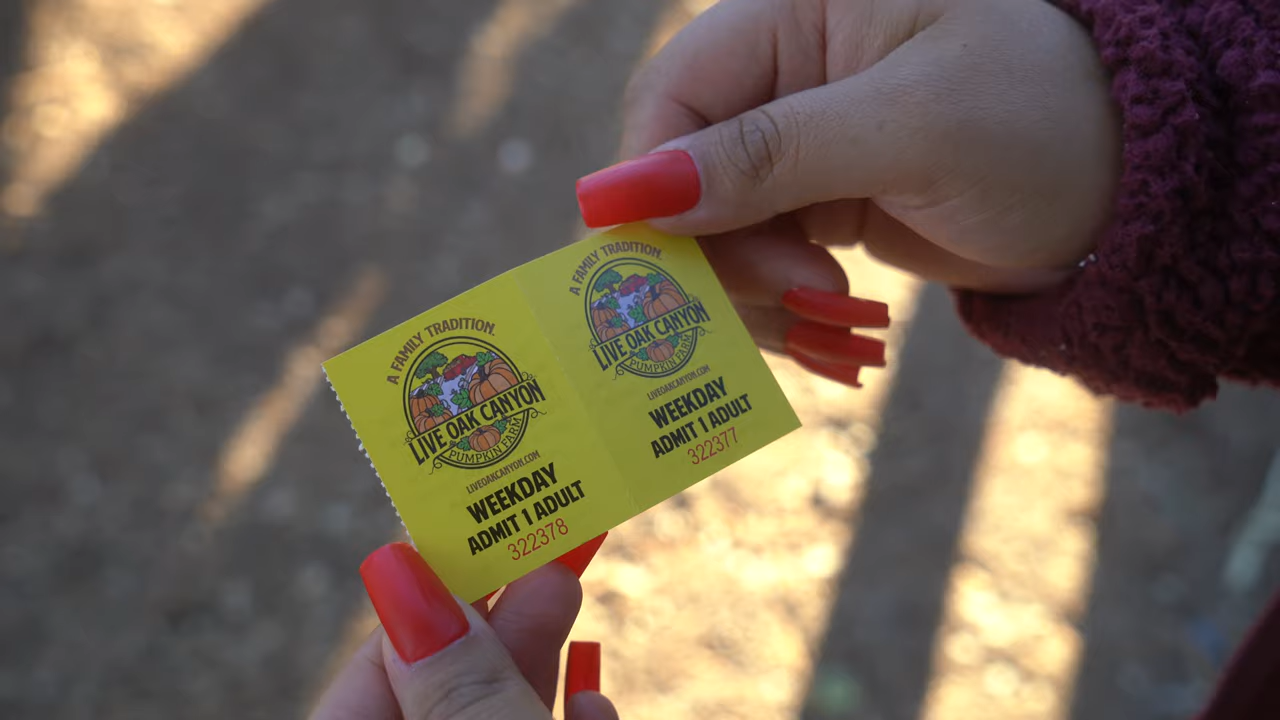 A FAMILY TRADITION.
LIVE OAK CANYON
PUMPKIN FARM
LIVEOAKCANYON.COM
WEEKDAY
ADMIT 1 ADULT
322378
A FAMILY TRADITION.
LIVE OAK CANYON
PUMPKIN FARM
LIVEOAKCANYON.COM
WEEKDAY
ADMIT 1 ADULT
322377